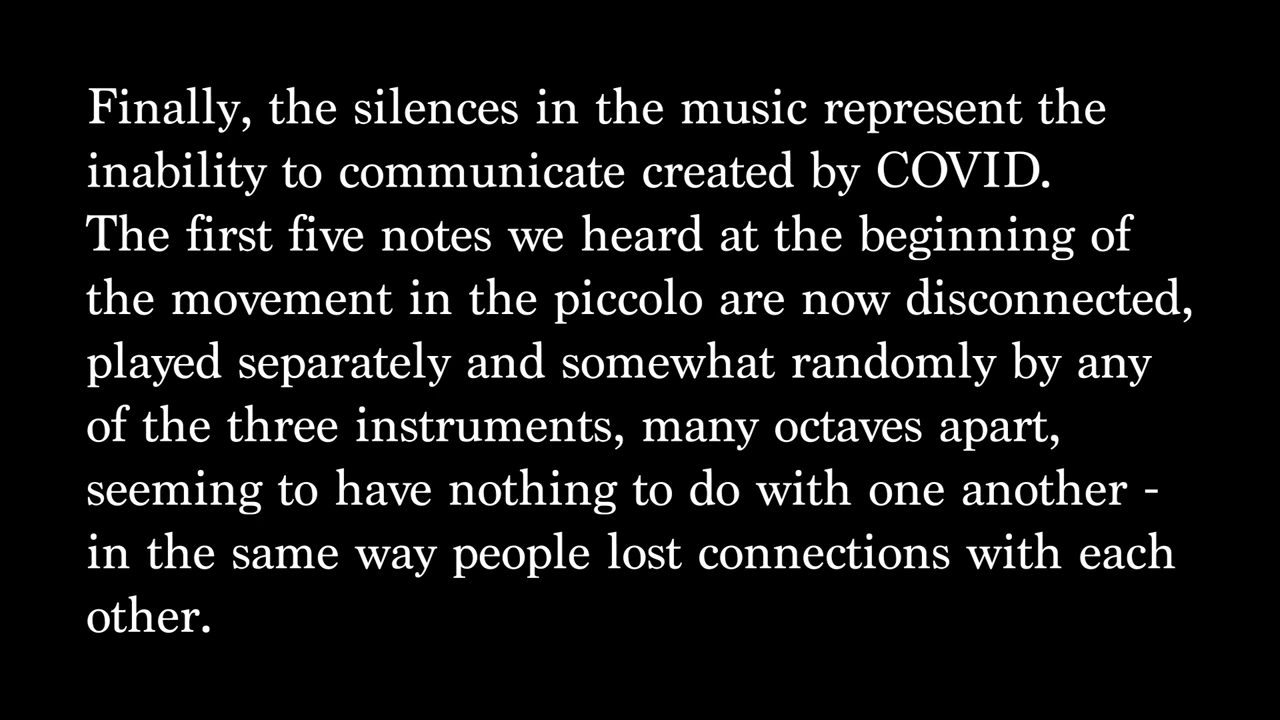 Finally, the silences in the music represent the
inability to communicate created by COVID.
The first five notes we heard at the beginning of
the movement in the piccolo are now disconnected,
played separately and somewhat randomly by any
of the three instruments, many octaves apart,
seeming to have nothing to do with one another -
in the same way people lost connections with each
other.